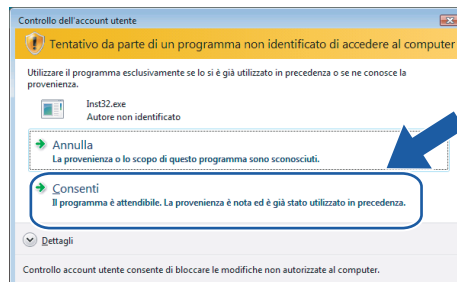 Controllo dell'account utente
Tentativo da parte di un programma non identificato di accedere al computer
Utilizzare il programma esclusivamente se lo si è già utilizzato in precedenza o se ne conosce la
provenienza.
Inst32.exe
Autore non identificato
Annulla
La provenienza o lo scopo di questo programma sono sconosciuti.
Consenti
Il programma è attendibile. La provenienza è nota ed è già stato utilizzato in precedenza.
Dettagli
Controllo account utente consente di bloccare le modifiche non autorizzate al computer.